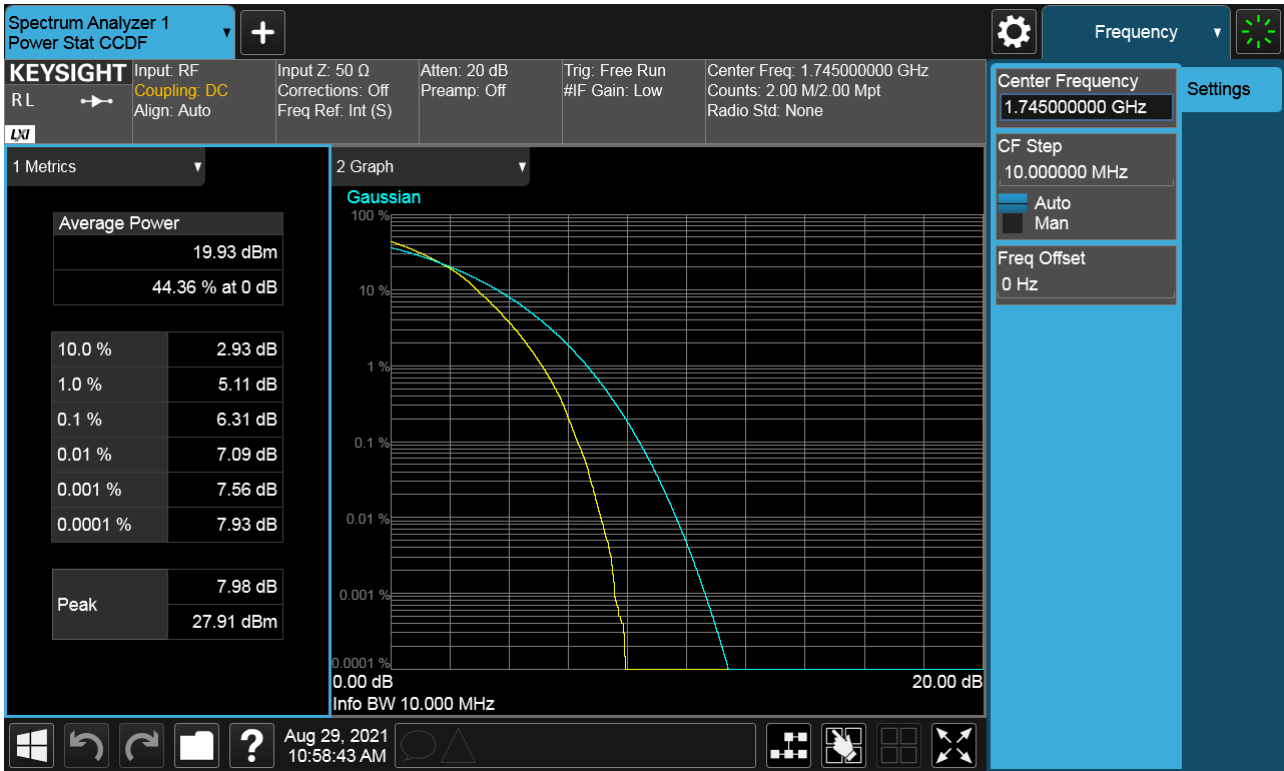 Spectrum Analyzer 1
Power Stat CCDF
+
Frequency
KEYSIGHT
RL
LXI
Input: RF
Coupling: DC
Align: Auto
Input Z: 50 Ω
Corrections: Off
Freq Ref: Int (S)
Atten: 20 dB
Preamp: Off
Trig: Free Run
#IF Gain: Low
Center Freq: 1.745000000 GHz
Counts: 2.00 M/2.00 Mpt
Radio Std: None
Center Frequency
1.745000000 GHz
Settings
CF Step
10.000000 MHz
Auto
Man
Freq Offset
0 Hz
1 Metrics
Average Power
19.93 dBm
44.36 % at 0 dB
10.0 % 2.93 dB
1.0 % 5.11 dB
0.1 % 6.31 dB
0.01 % 7.09 dB
0.001 % 7.56 dB
0.0001 % 7.93 dB
Peak
7.98 dB
27.91 dBm
2 Graph
Gaussian
100 %
10 %
1 %
0.1 %
0.01 %
0.001 %
0.0001 %
0.00 dB 20.00 dB
Info BW 10.000 MHz
?
Aug 29, 2021
10:58:43 AM